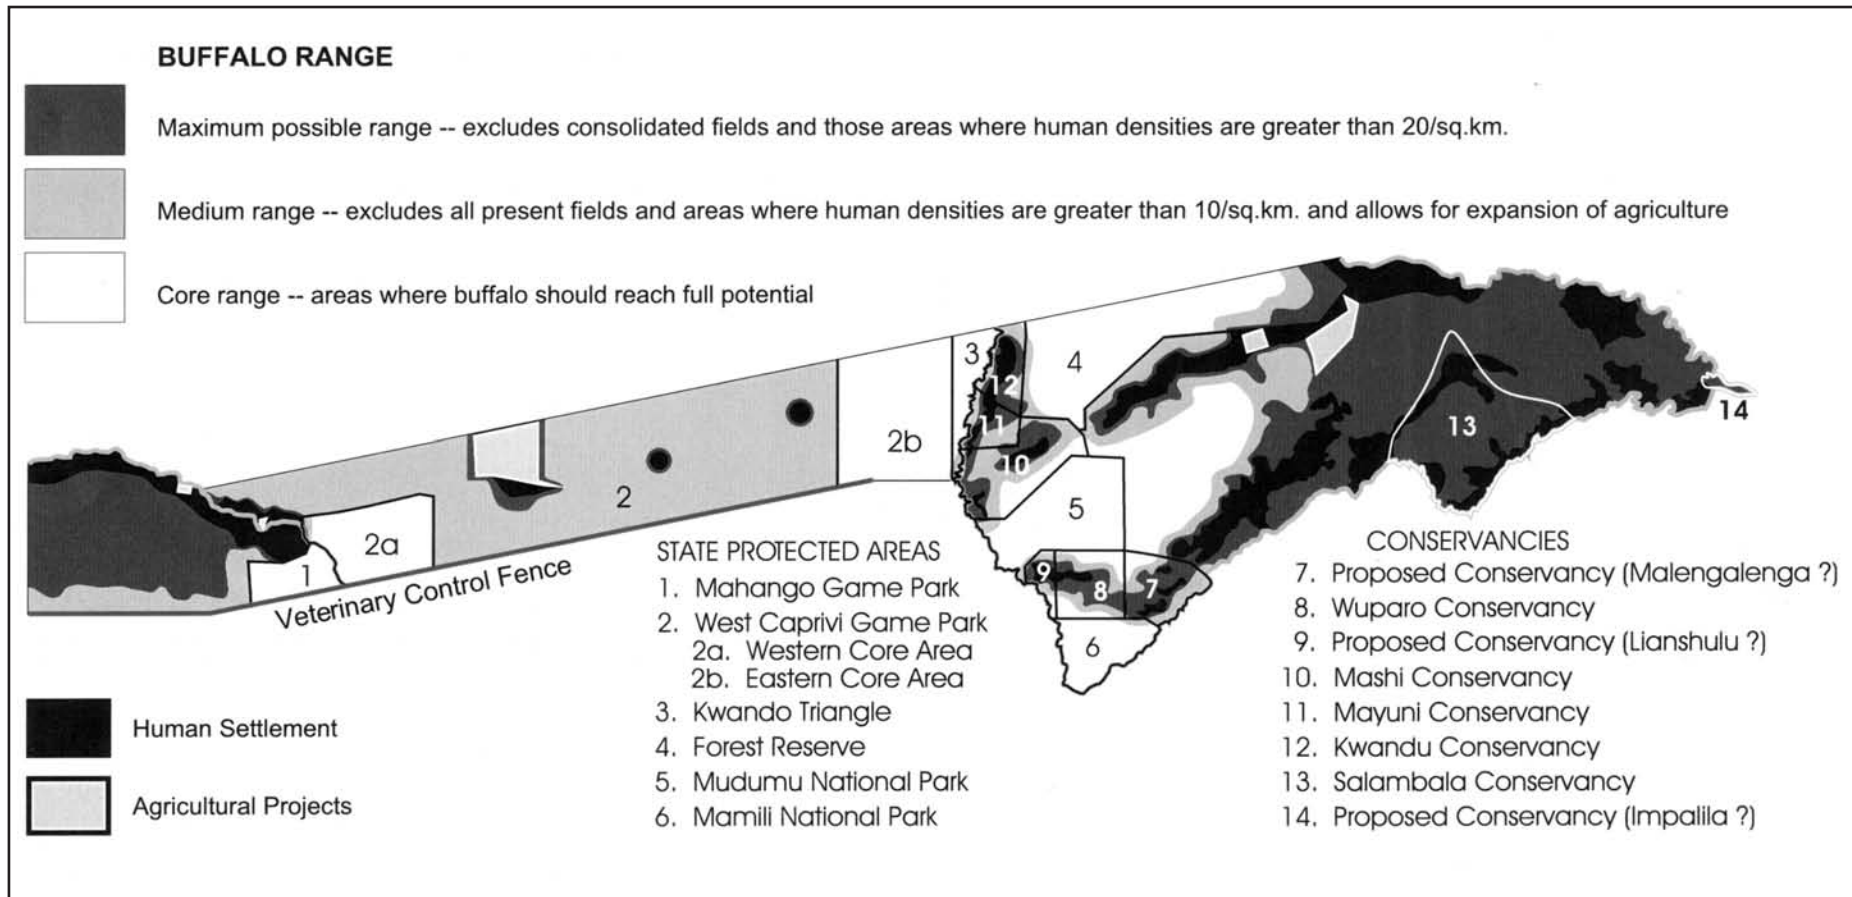 BUFFALO RANGE
Maximum possible range -- excludes consolidated fields and those areas where human densities are greater than 20/sq.km.
Medium range -- excludes all present fields and areas where human densities are greater than 10/sq.km. and allows for expansion of agriculture
Core range -- areas where buffalo should reach full potential
3
4
12
14
11
13
2b
10
2
5
2a
1
9
8
7
6
Veterinary Control Fence
STATE PROTECTED AREAS
1. Mahango Game Park
2. West Caprivi Game Park
2a. Western Core Area
2b. Eastern Core Area
3. Kwando Triangle
4. Forest Reserve
5. Mudumu National Park
6. Mamili National Park
CONSERVANCIES
7. Proposed Conservancy (Malengalenga ?)
8. Wuparo Conservancy
9. Proposed Conservancy (Lianshulu ?)
10. Mashi Conservancy
11. Mayuni Conservancy
12. Kwandu Conservancy
13. Salambala Conservancy
14. Proposed Conservancy (Impalila ?)
Human Settlement
Agricultural Projects